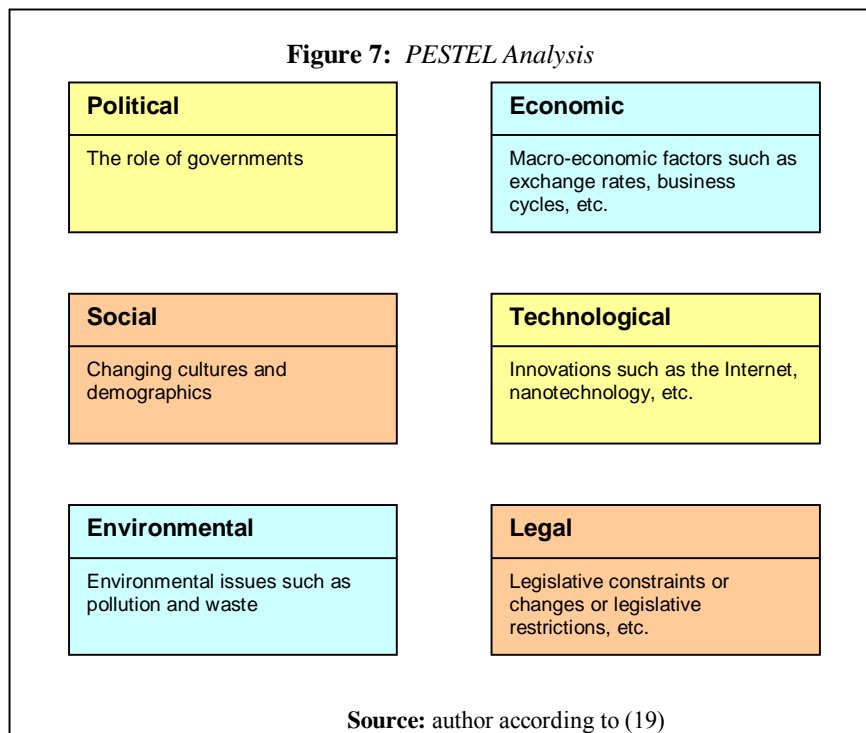 Figure 7: PESTEL Analysis
Political
The role of governments
Economic
Macro-economic factors such as
exchange rates, business
cycles, etc.
Social
Changing cultures and
demographics
Technological
Innovations such as the Internet,
nanotechnology, etc.
Environmental
Environmental issues such as
pollution and waste
Legal
Legislative constraints or
changes or legislative
restrictions, etc.
Source: author according to (19)